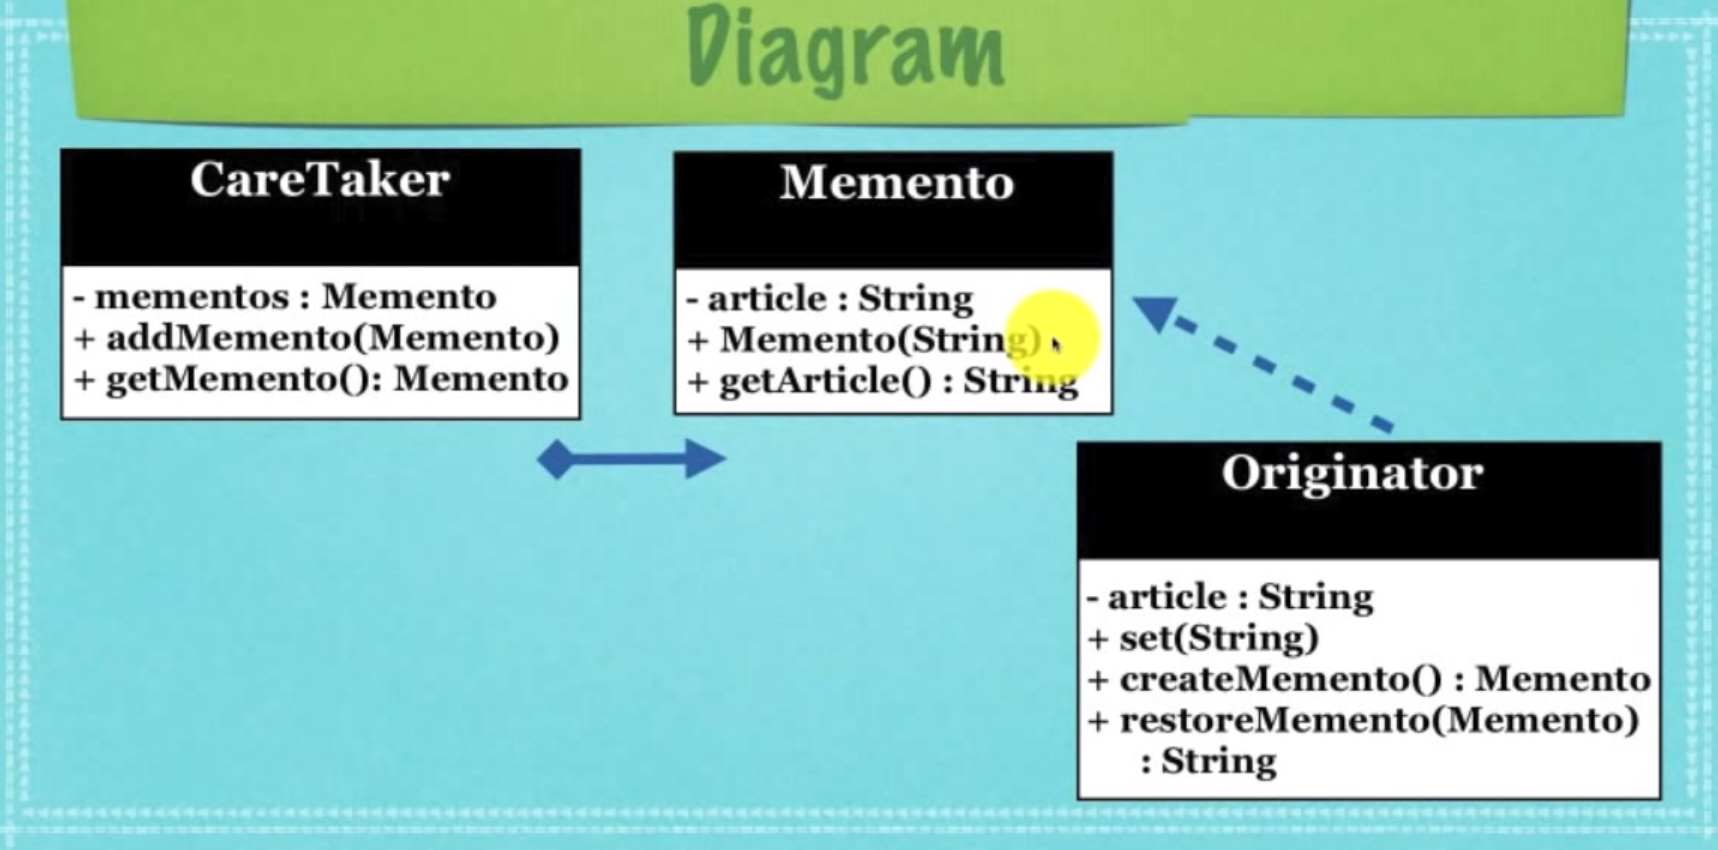 Diagram
CareTaker
- mementos : Memento
+ addMemento(Memento)
+ getMemento(): Memento
Memento
- article : String
+ Memento(String)
+ getArticle() : String
Originator
- article : String
+ set(String)
+ createMemento() : Memento
+ restoreMemento(Memento)
: String